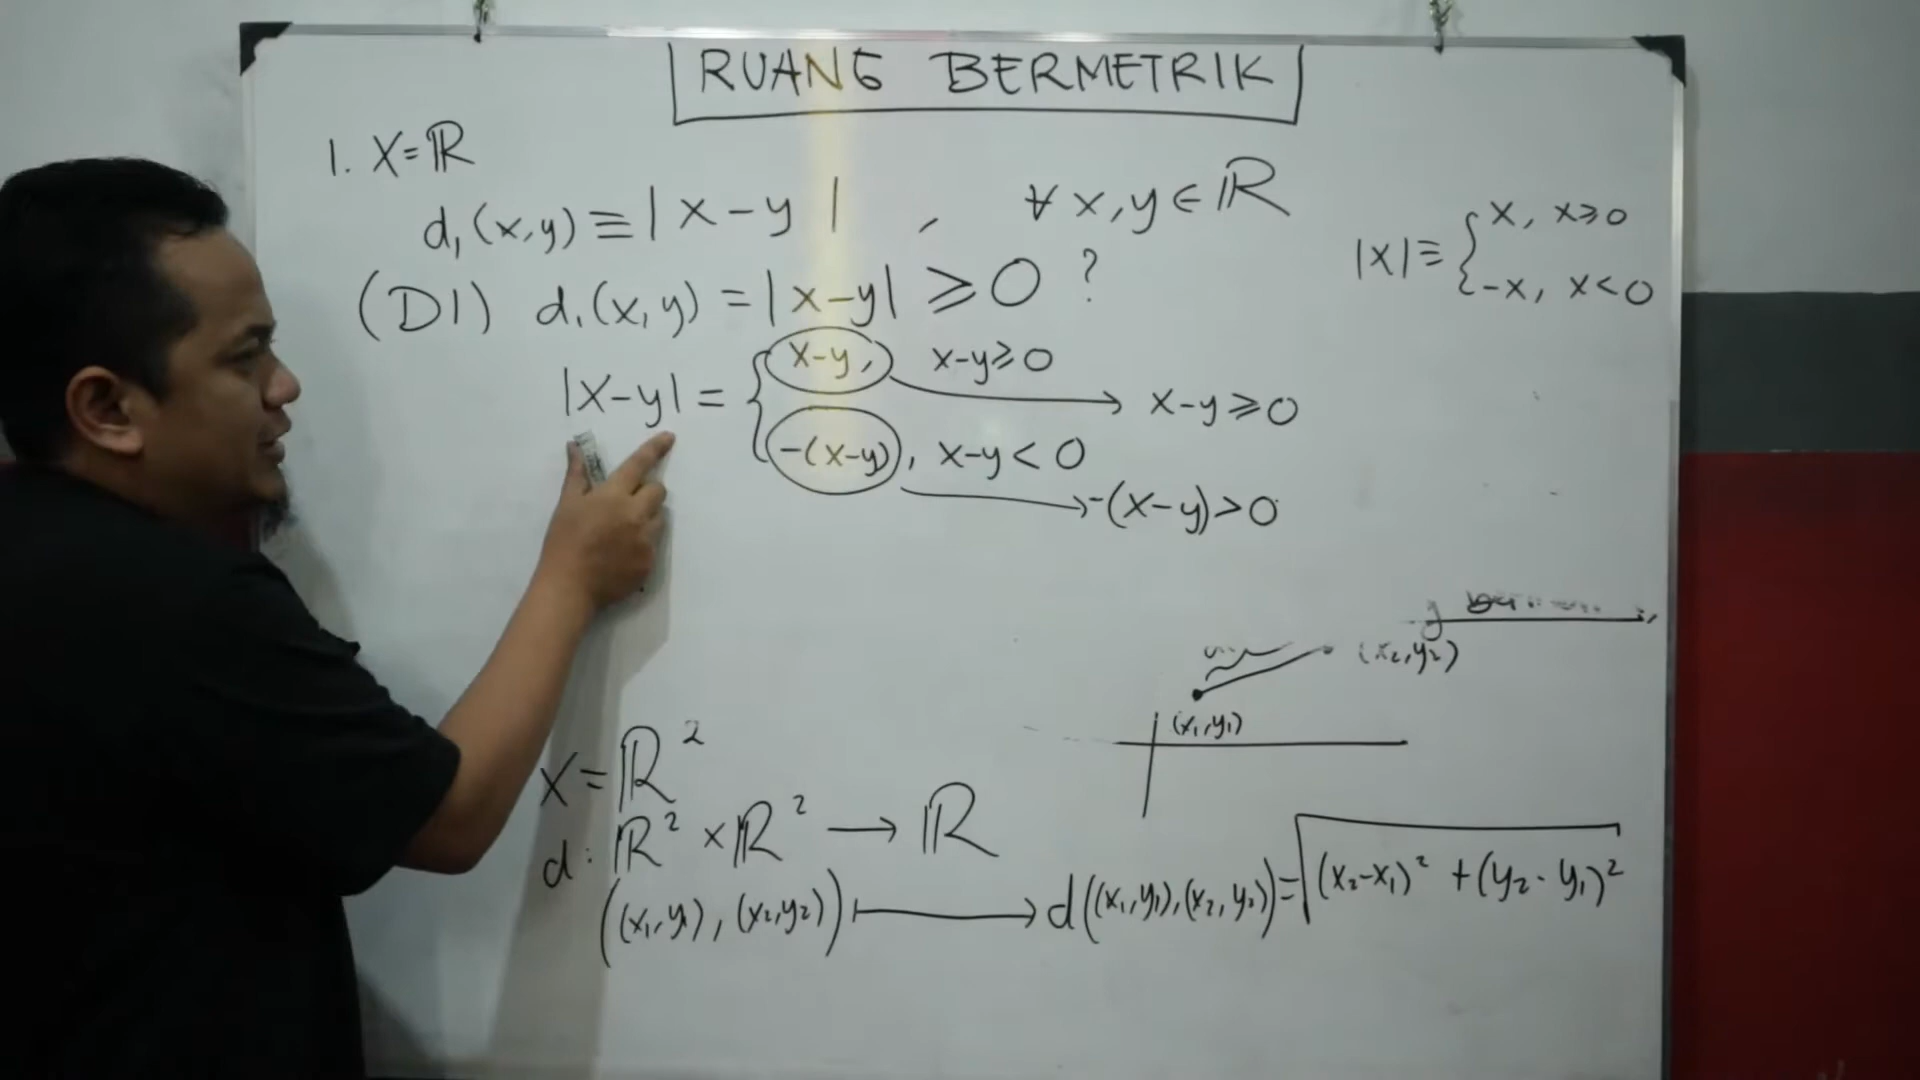 RUANG BERMETRIK
1. X=ℝ
d₁(x,y) ≡ |x-y| , ∀ x,y ∈ ℝ
|x| ≡ { x, x⩾0
-x, x<0
(D1) d₁(x,y) = |x-y| ⩾ 0 ?
|x-y| = { x-y, x-y⩾0 → x-y⩾0
-(x-y), x-y<0 → -(x-y)>0
(x₂,y₂)
(x₁,y₁)
X=ℝ²
d: ℝ² × ℝ² → ℝ
((x₁,y₁), (x₂,y₂)) ↦ d((x₁,y₁),(x₂,y₂)) = √(x₂-x₁)² + (y₂-y₁)²